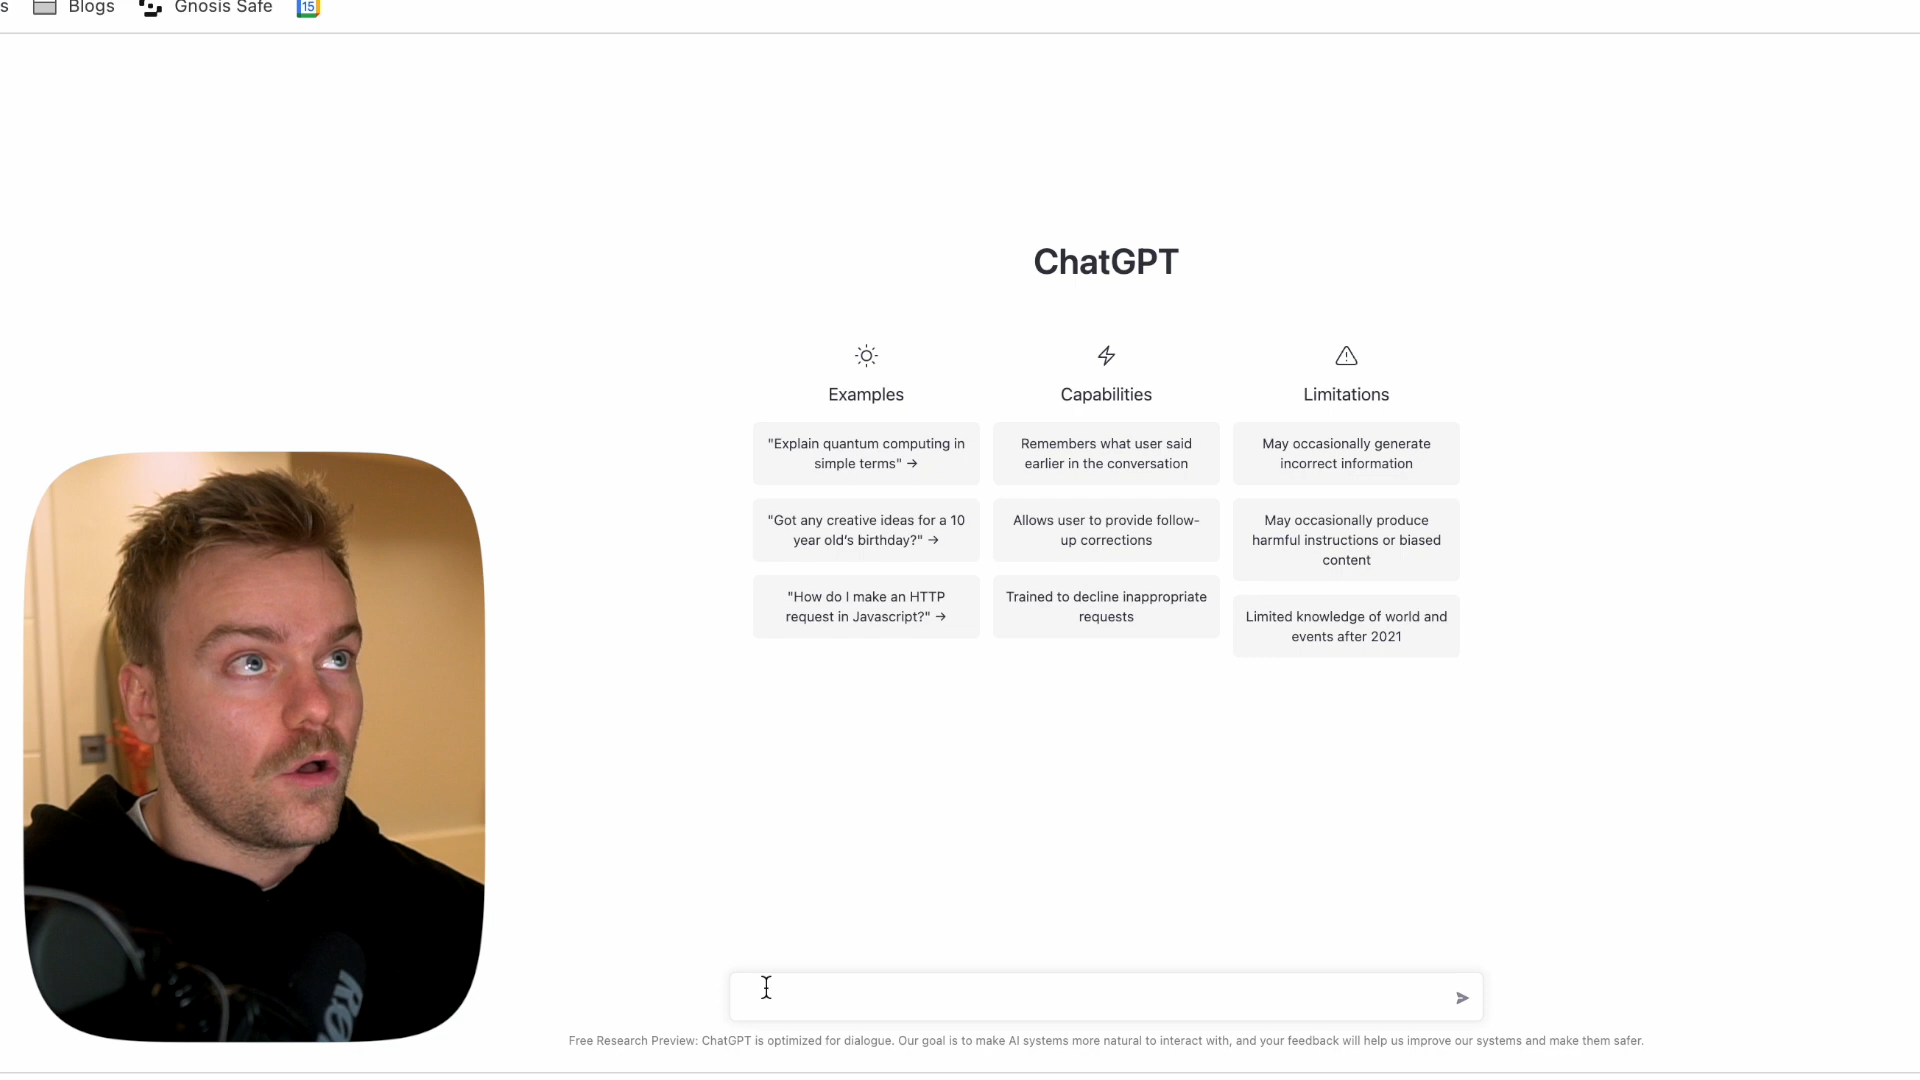 s Blogs Gnosis Safe 15
ChatGPT
Examples
Capabilities
Limitations
"Explain quantum computing in
simple terms" →
Remembers what user said
earlier in the conversation
May occasionally generate
incorrect information
"Got any creative ideas for a 10
year old's birthday?" →
Allows user to provide follow-
up corrections
May occasionally produce
harmful instructions or biased
content
"How do I make an HTTP
request in Javascript?" →
Trained to decline inappropriate
requests
Limited knowledge of world and
events after 2021
RØDE
Free Research Preview: ChatGPT is optimized for dialogue. Our goal is to make AI systems more natural to interact with, and your feedback will help us improve our systems and make them safer.